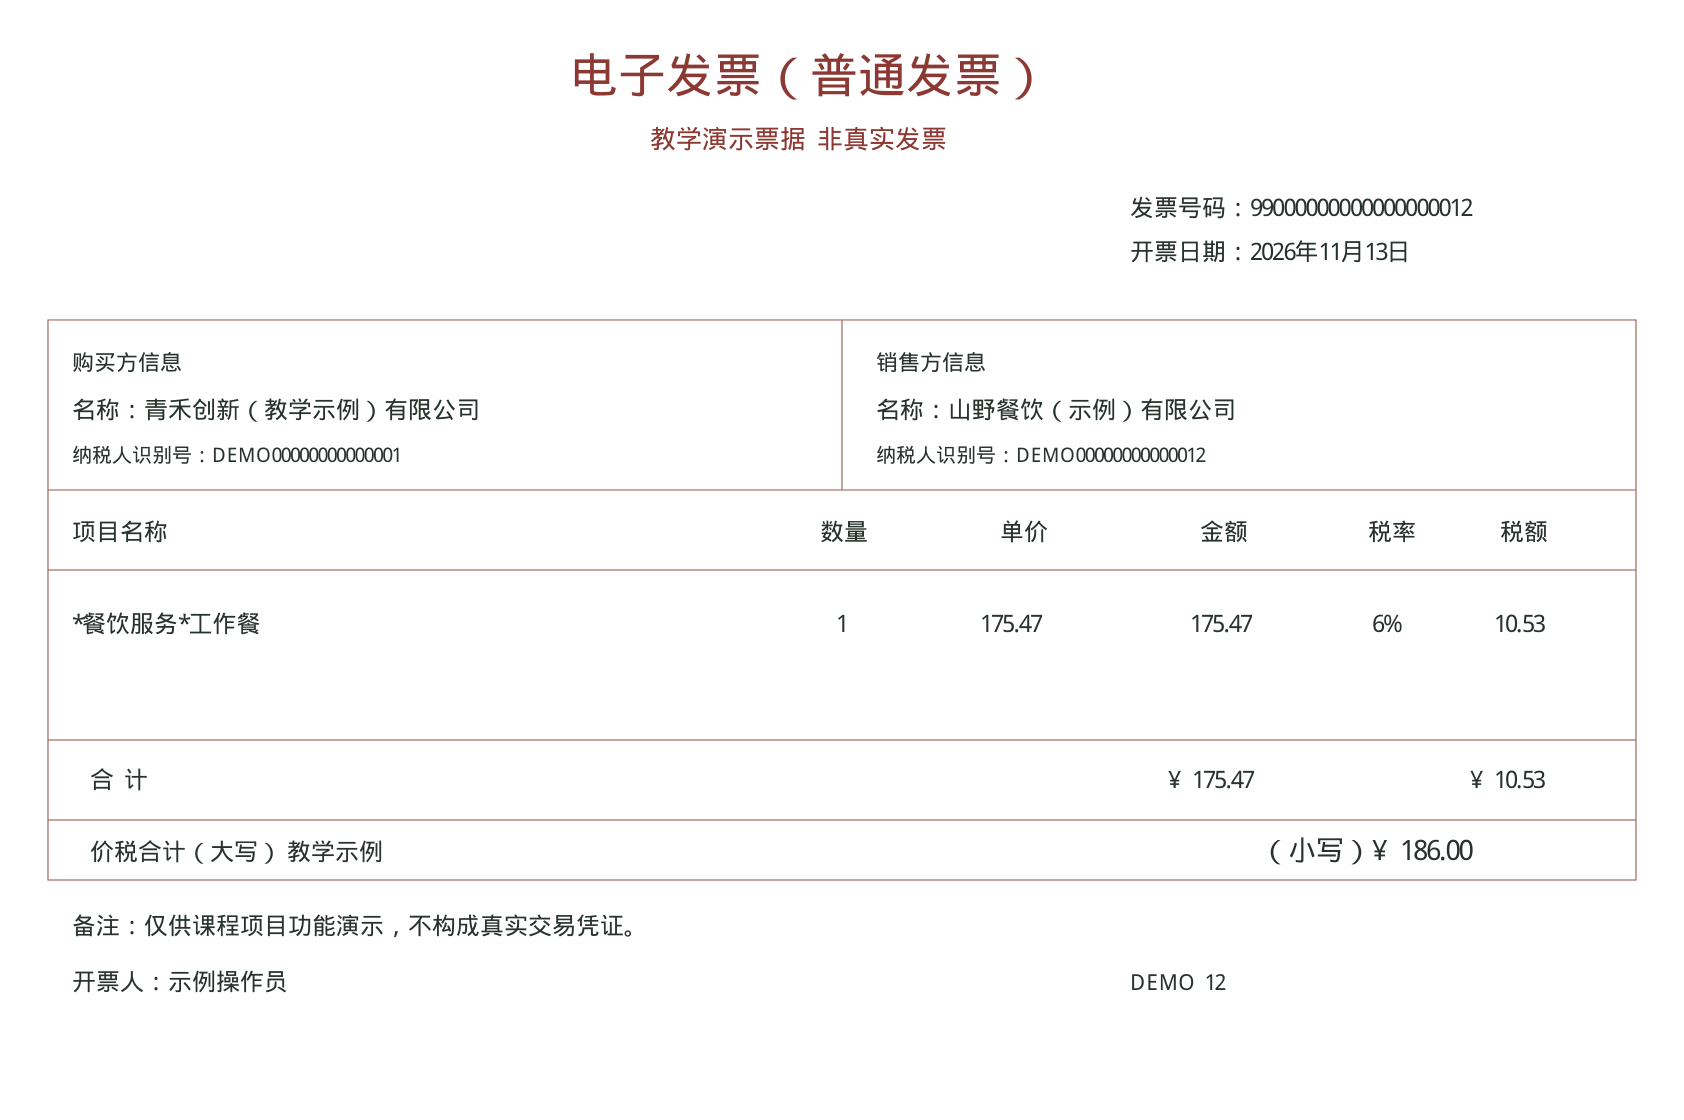 电子发票（普通发票）
教学演示票据 非真实发票
发票号码：99000000000000000012
开票日期：2026年11月13日
购买方信息
名称：青禾创新（教学示例）有限公司
纳税人识别号：DEMO00000000000001
销售方信息
名称：山野餐饮（示例）有限公司
纳税人识别号：DEMO00000000000012
项目名称 数量 单价 金额 税率 税额
*餐饮服务*工作餐 1 175.47 175.47 6% 10.53
合 计 ¥ 175.47 ¥ 10.53
价税合计（大写） 教学示例 （小写）¥ 186.00
备注：仅供课程项目功能演示，不构成真实交易凭证。
开票人：示例操作员 DEMO 12